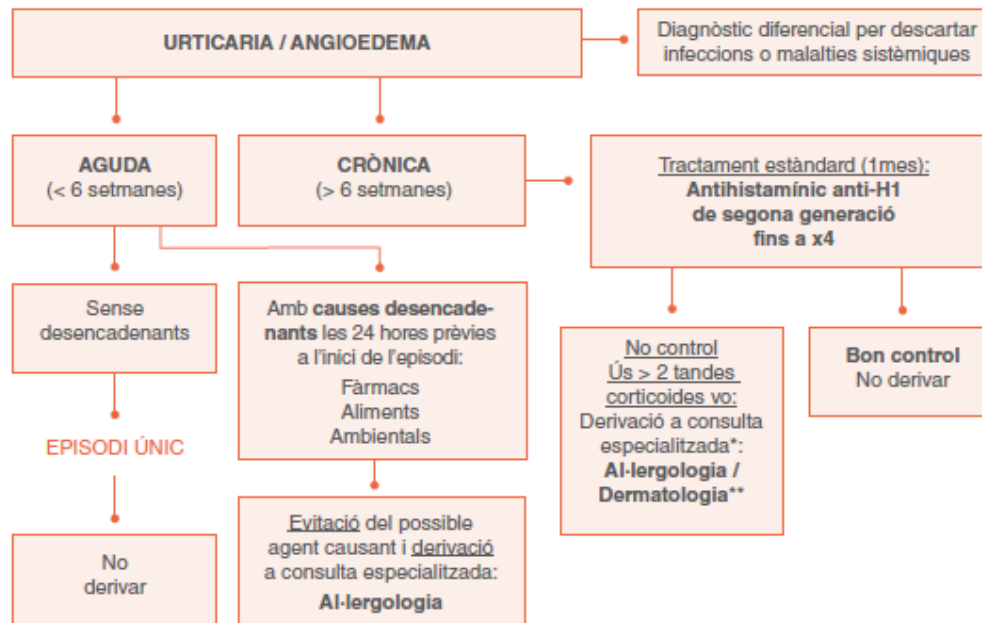 URTICARIA / ANGIOEDEMA
Diagnòstic diferencial per descartar
infeccions o malalties sistèmiques
AGUDA
(< 6 setmanes)
CRÒNICA
(> 6 setmanes)
Tractament estàndard (1mes):
Antihistamínic anti-H1
de segona generació
fins a x4
Sense
desencadenants
Amb causes desencade-
nants les 24 hores prèvies
a l'inici de l'episodi:
Fàrmacs
Aliments
Ambientals
No control
Ús > 2 tandes
corticoides vo:
Derivació a consulta
especialitzada*:
Al·lergologia /
Dermatologia**
Bon control
No derivar
EPISODI ÚNIC
No
derivar
Evitació del possible
agent causant i derivació
a consulta especialitzada:
Al·lergologia